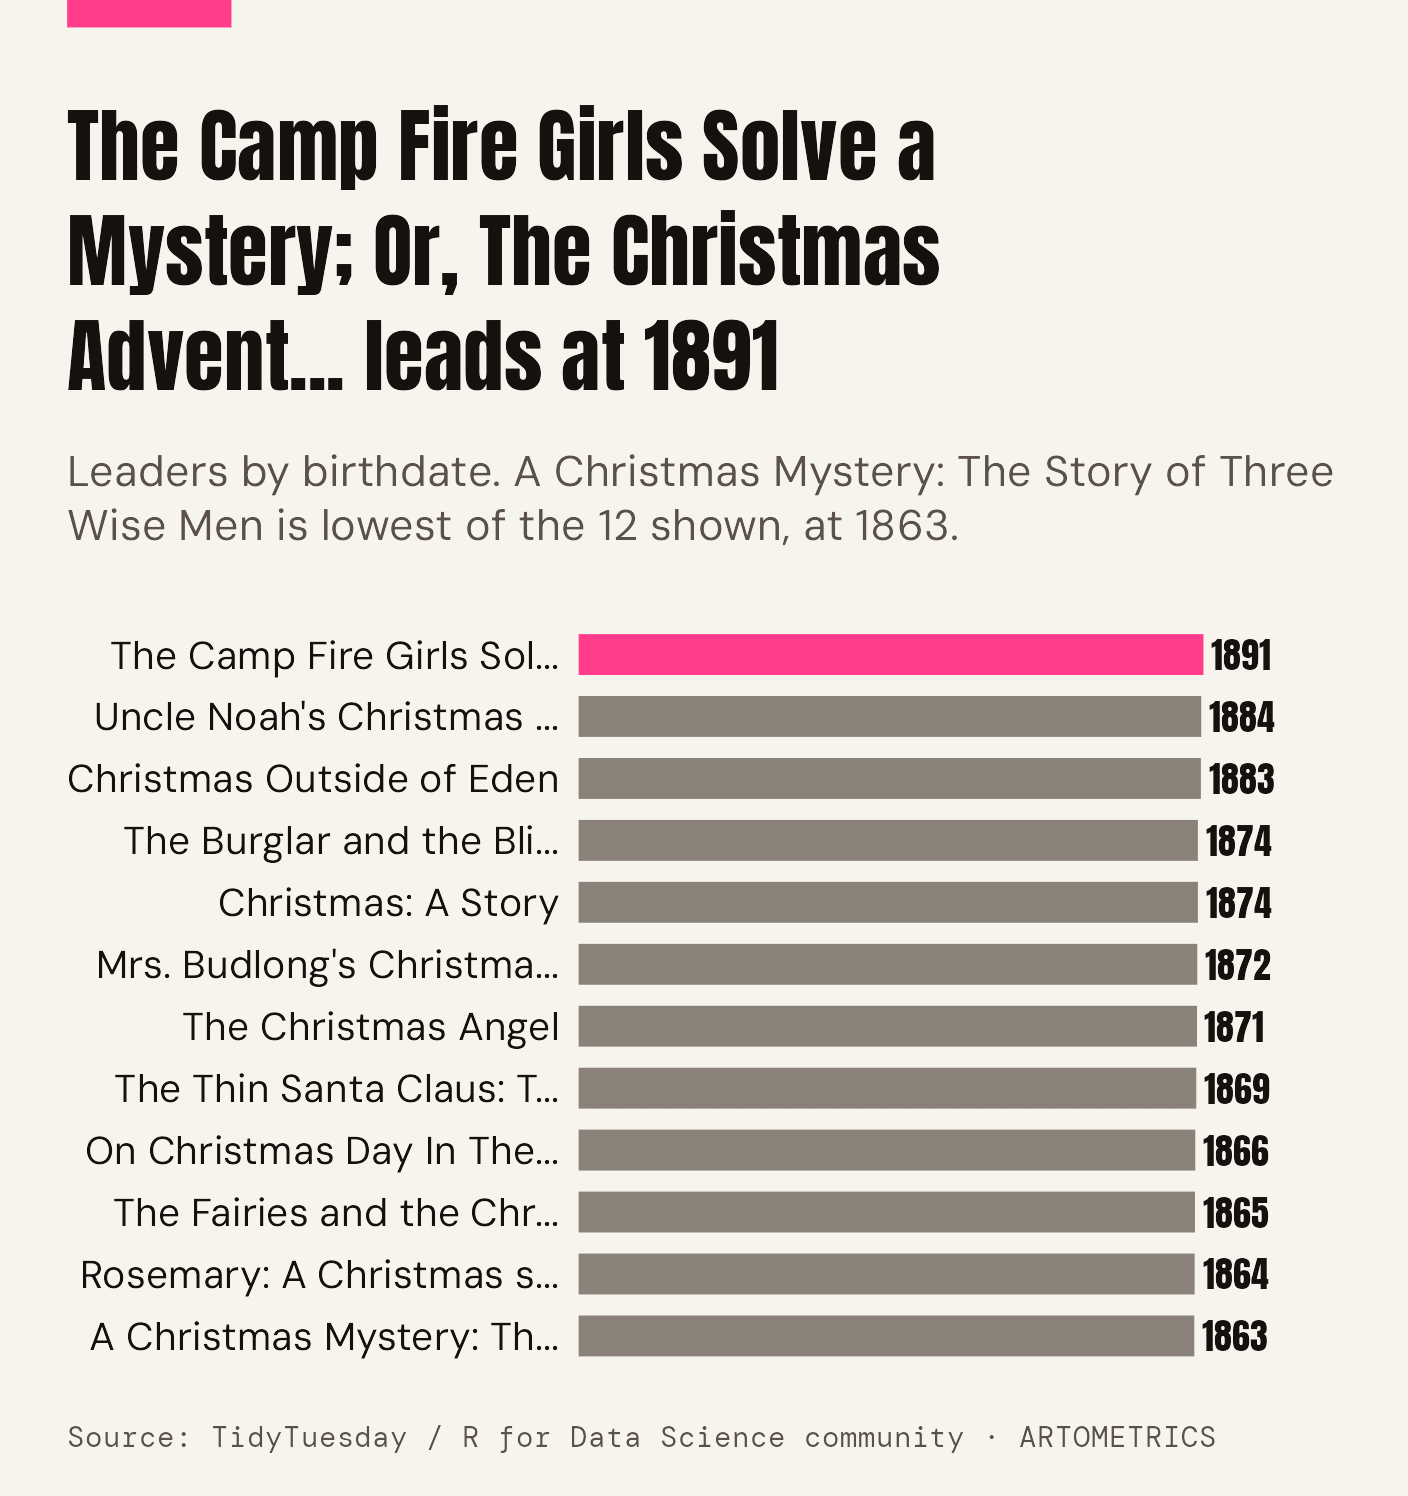 The Camp Fire Girls Solve a
Mystery; Or, The Christmas
Advent... leads at 1891
Leaders by birthdate. A Christmas Mystery: The Story of Three
Wise Men is lowest of the 12 shown, at 1863.
The Camp Fire Girls Sol... 1891
Uncle Noah's Christmas ... 1884
Christmas Outside of Eden 1883
The Burglar and the Bli... 1874
Christmas: A Story 1874
Mrs. Budlong's Christma... 1872
The Christmas Angel 1871
The Thin Santa Claus: T... 1869
On Christmas Day In The... 1866
The Fairies and the Chr... 1865
Rosemary: A Christmas s... 1864
A Christmas Mystery: Th... 1863
Source: TidyTuesday / R for Data Science community · ARTOMETRICS